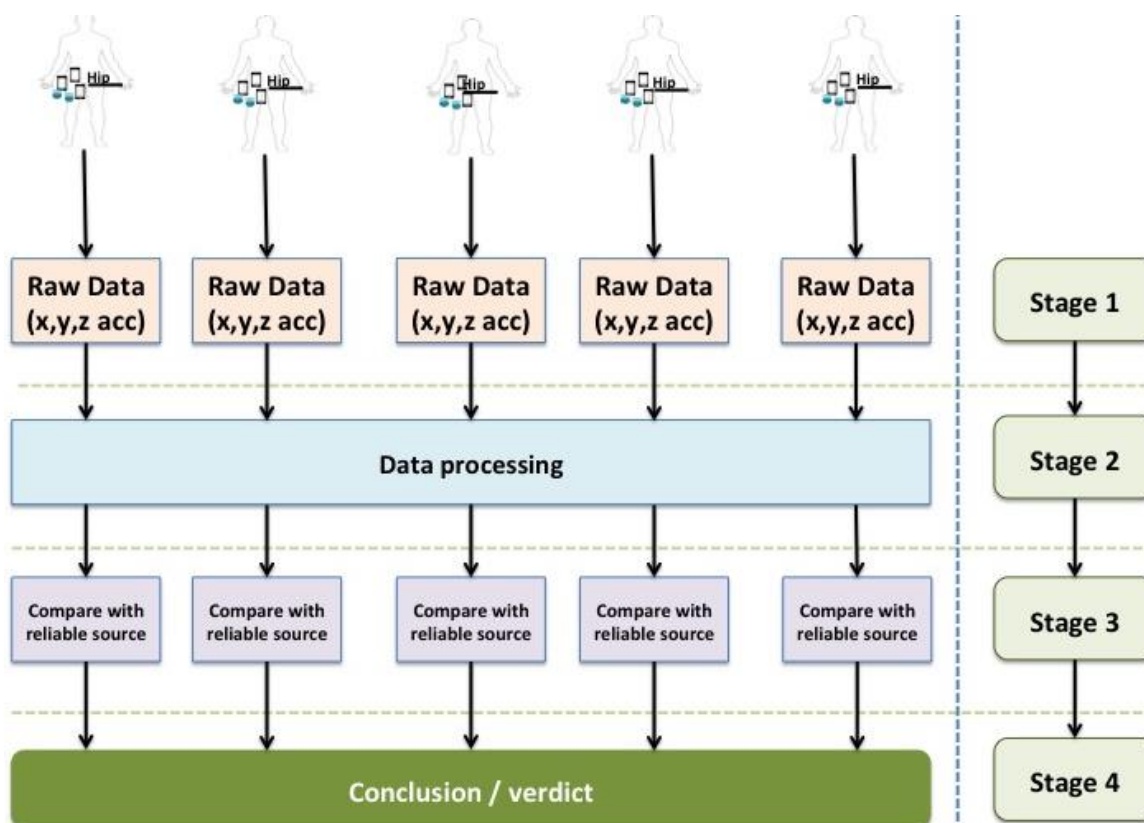 Hip Hip Hip Hip Hip
Raw Data Raw Data Raw Data Raw Data Raw Data
(x,y,z acc) (x,y,z acc) (x,y,z acc) (x,y,z acc) (x,y,z acc)
Stage 1
Data processing
Stage 2
Compare with Compare with Compare with Compare with Compare with
reliable source reliable source reliable source reliable source reliable source
Stage 3
Conclusion / verdict
Stage 4